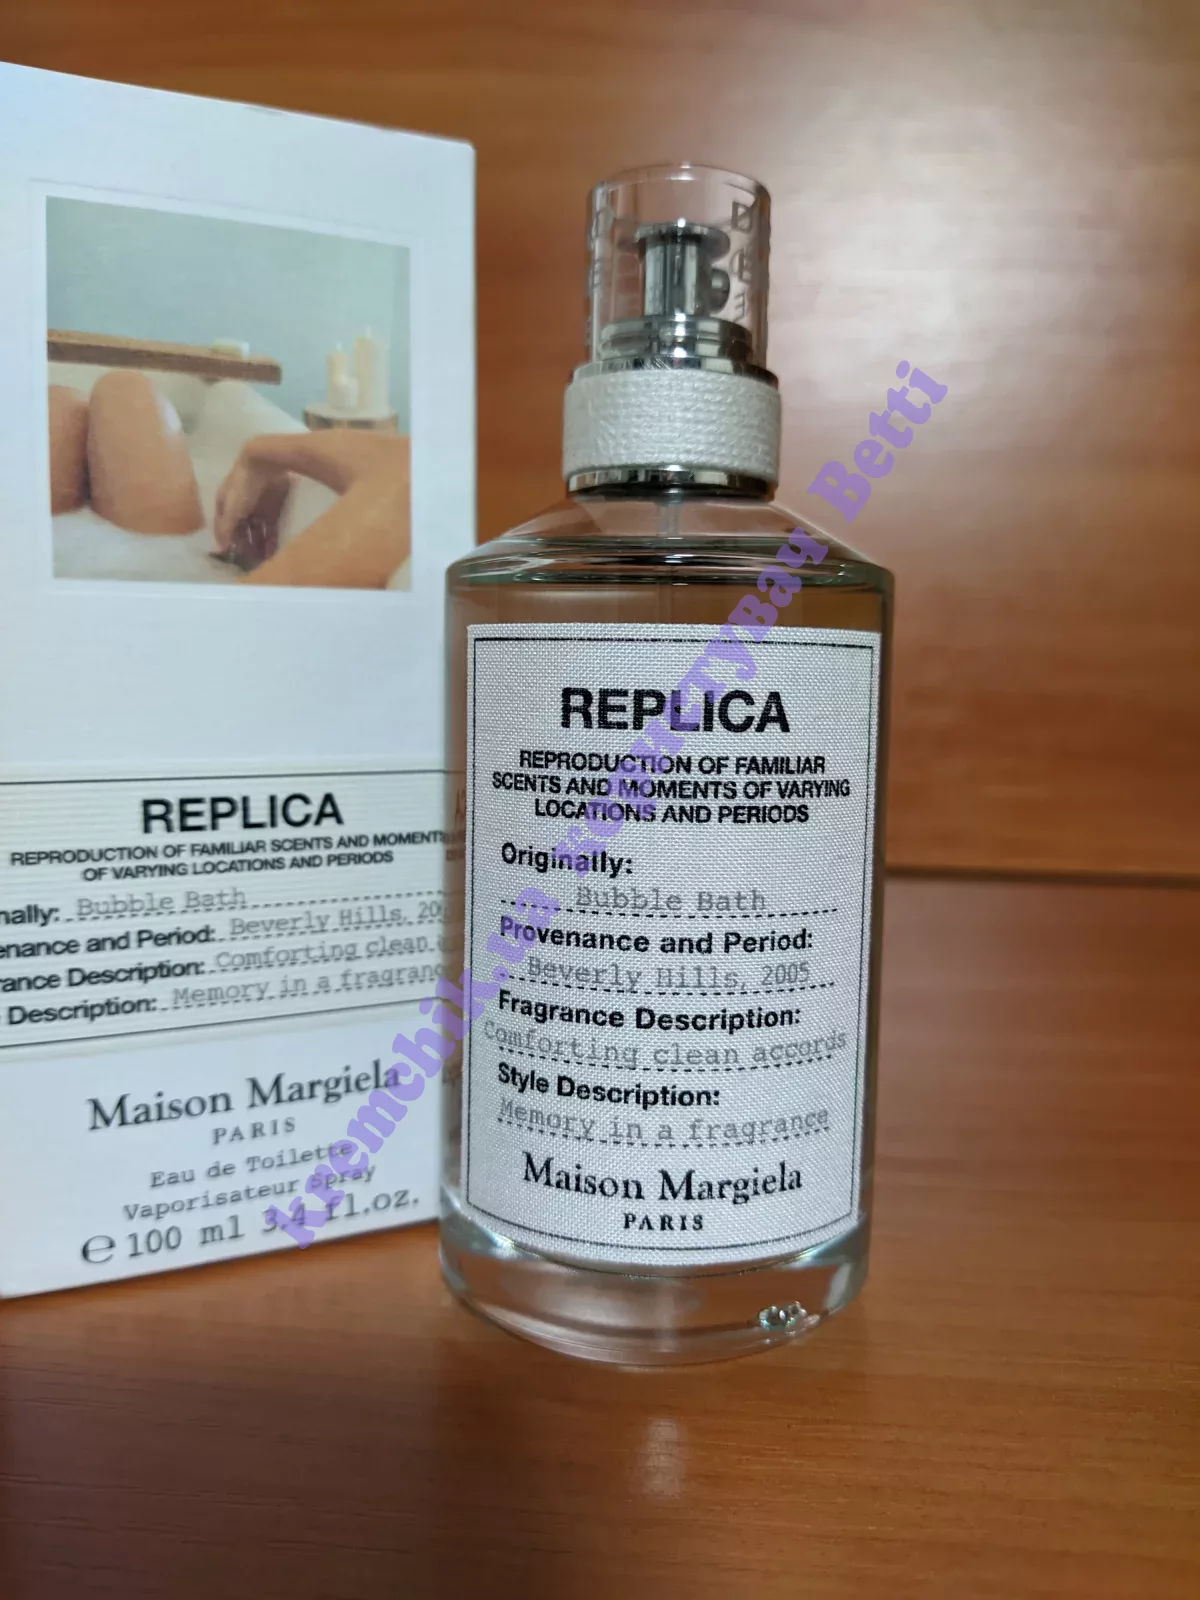 REPLICA
REPRODUCTION OF FAMILIAR SCENTS AND MOMENT
OF VARYING LOCATIONS AND PERIODS
nally: Bubble Bath
enance and Period: Beverly Hills, 20
rance Description: Comforting clean
Description: Memory in a fragranc
Maison Margiela
PARIS
Eau de Toilette
Vaporisateur Spray
℮ 100 ml 3.4 fl.oz.
REPLICA
REPRODUCTION OF FAMILIAR
SCENTS AND MOMENTS OF VARYING
LOCATIONS AND PERIODS
Originally:
Bubble Bath
Provenance and Period:
Beverly Hills, 2005
Fragrance Description:
Comforting clean accords
Style Description:
Memory in a fragrance
Maison Margiela
PARIS
kremchik.ua Betti